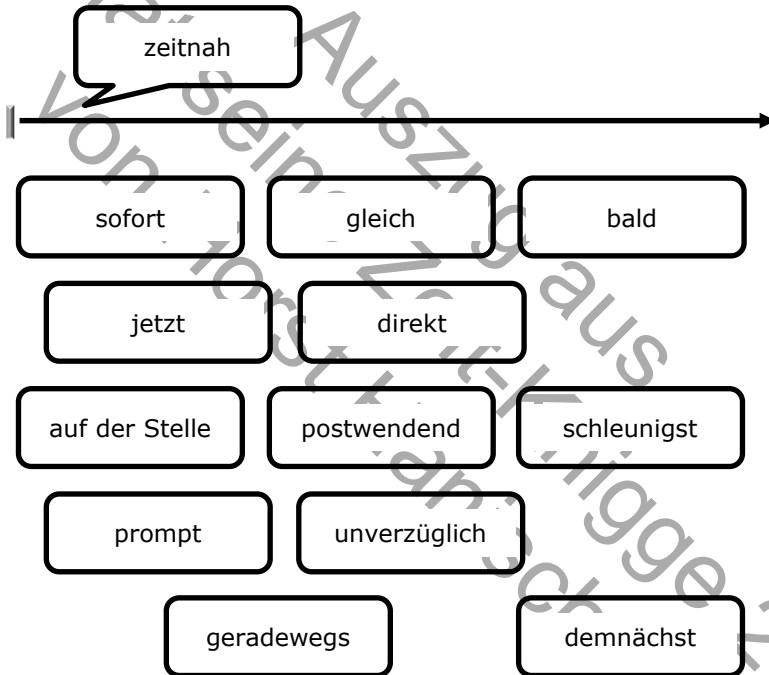 zeitnah
sofort
gleich
bald
jetzt
direkt
auf der Stelle
postwendend
schleunigst
prompt
unverzüglich
geradewegs
demnächst
Auszug aus